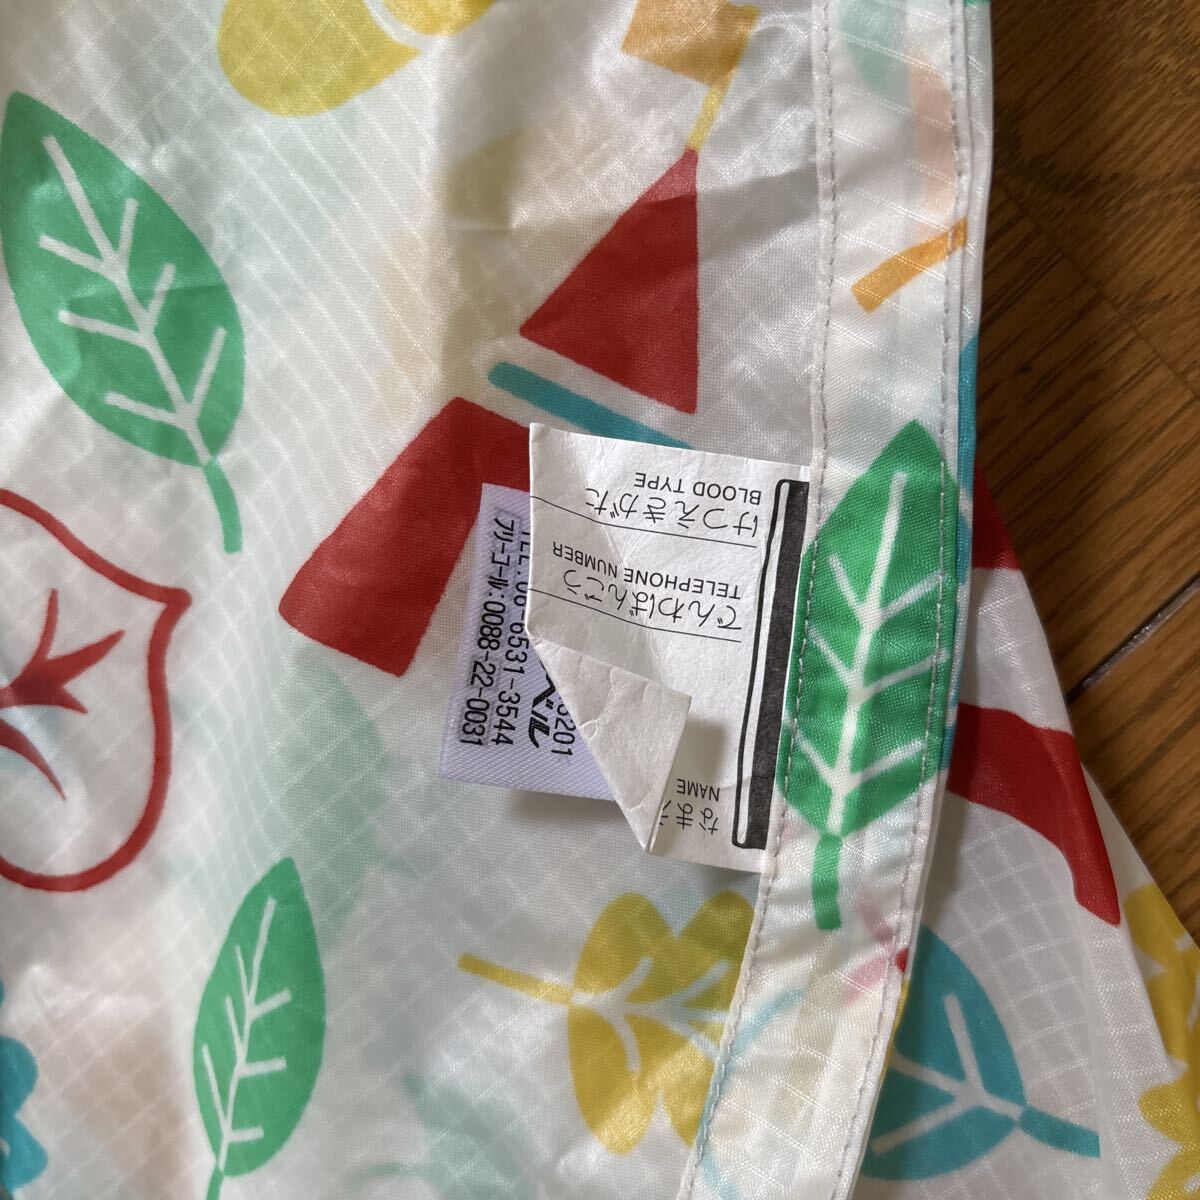 なまえ
NAME
でんわばんごう
TELEPHONE NUMBER
けつえきがた
BLOOD TYPE
ベル
3201
TEL: 06-6531-3544
フリーコール:0088-22-0031